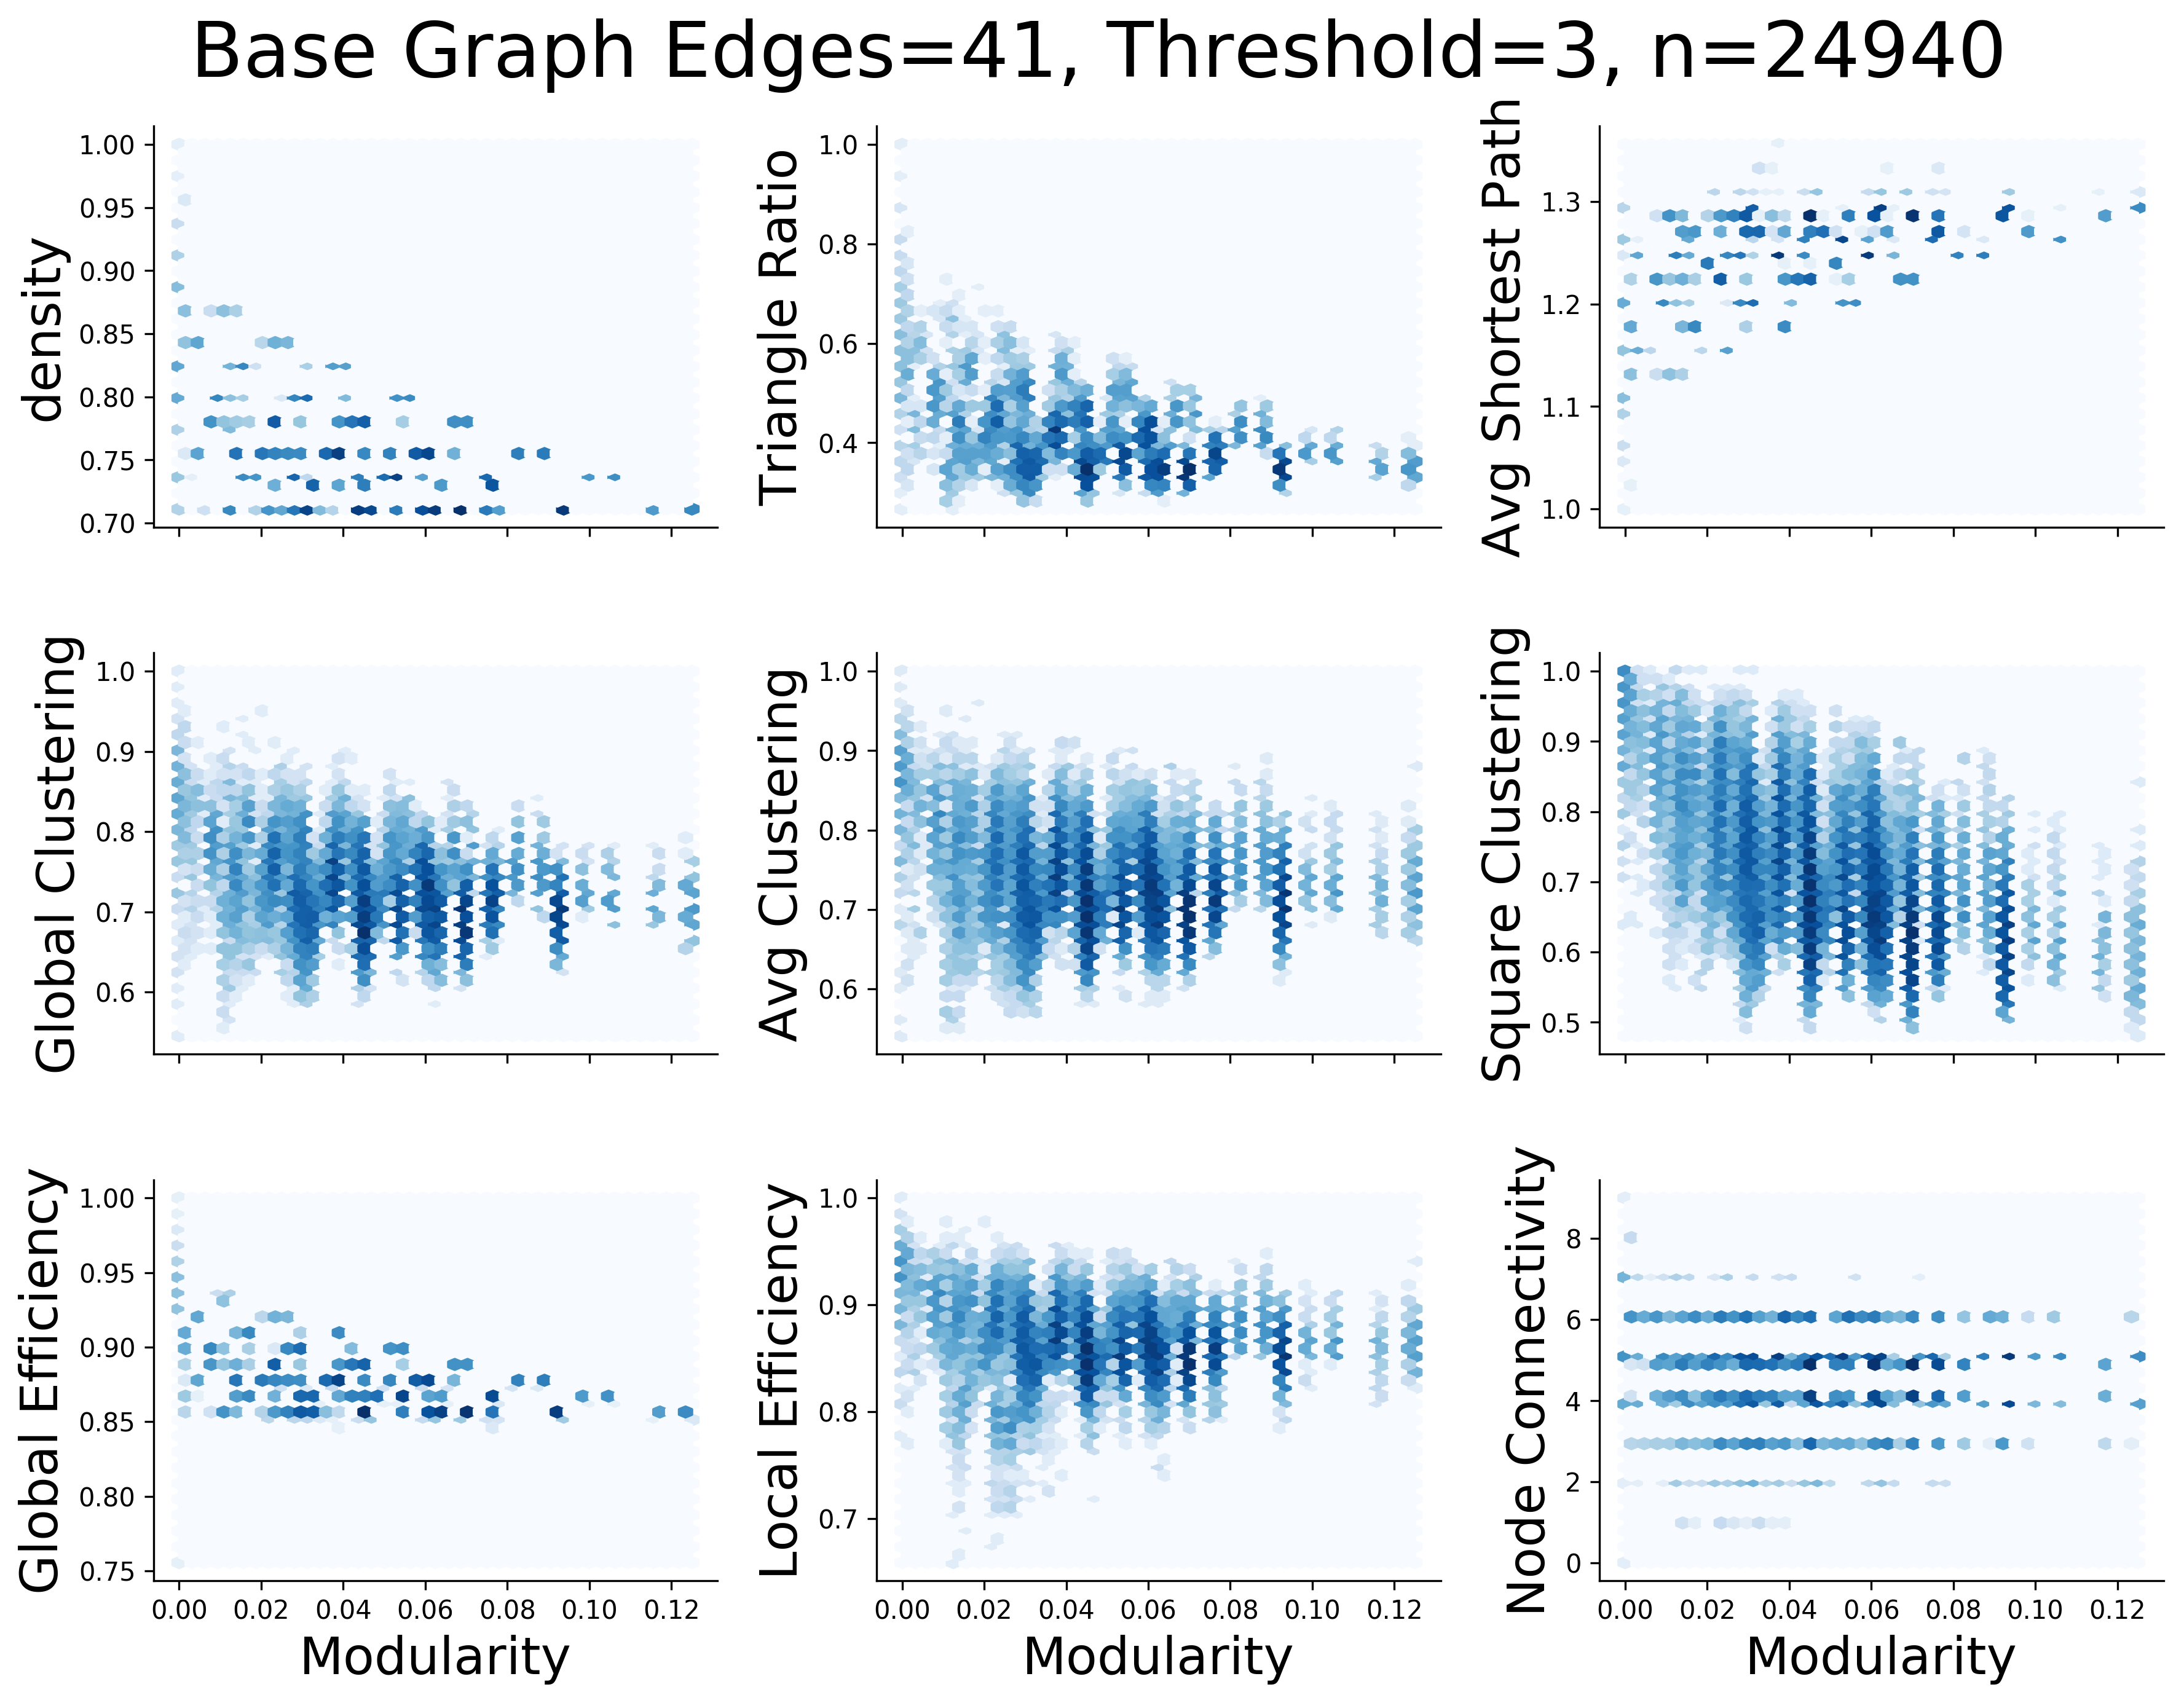 Base Graph Edges=41, Threshold=3, n=24940
density
1.00
0.95
0.90
0.85
0.80
0.75
0.70
Triangle Ratio
1.0
0.8
0.6
0.4
Avg Shortest Path
1.3
1.2
1.1
1.0
Global Clustering
1.0
0.9
0.8
0.7
0.6
Avg Clustering
1.0
0.9
0.8
0.7
0.6
Square Clustering
1.0
0.9
0.8
0.7
0.6
0.5
Global Efficiency
1.00
0.95
0.90
0.85
0.80
0.75
0.00 0.02 0.04 0.06 0.08 0.10 0.12
Modularity
Local Efficiency
1.0
0.9
0.8
0.7
0.00 0.02 0.04 0.06 0.08 0.10 0.12
Modularity
Node Connectivity
8
6
4
2
0
0.00 0.02 0.04 0.06 0.08 0.10 0.12
Modularity